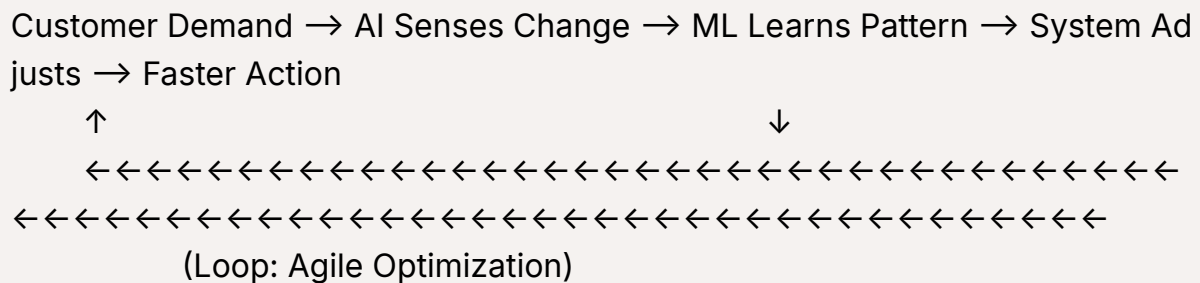 Customer Demand → AI Senses Change → ML Learns Pattern → System Ad
justs → Faster Action
↑ ↓
←←←←←←←←←←←←←←←←←←←←←←←←←←←←←←←←←←←←
←←←←←←←←←←←←←←←←←←←←←←←←←←←←←←←←←←←←
(Loop: Agile Optimization)